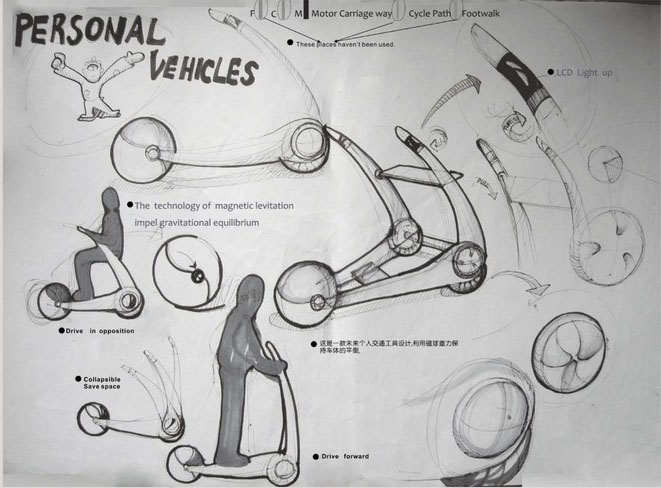 F C M Motor Carriage way Cycle Path Footwalk
PERSONAL
These places haven't been used.
VEHICLES
LCD Light up
PULL
The technology of magnetic levitation
impel gravitational equilibrium
Drive in opposition
这是一款未来个人交通工具设计,利用磁球重力保
持车体的平衡.
Collapsible
Save space
Drive forward